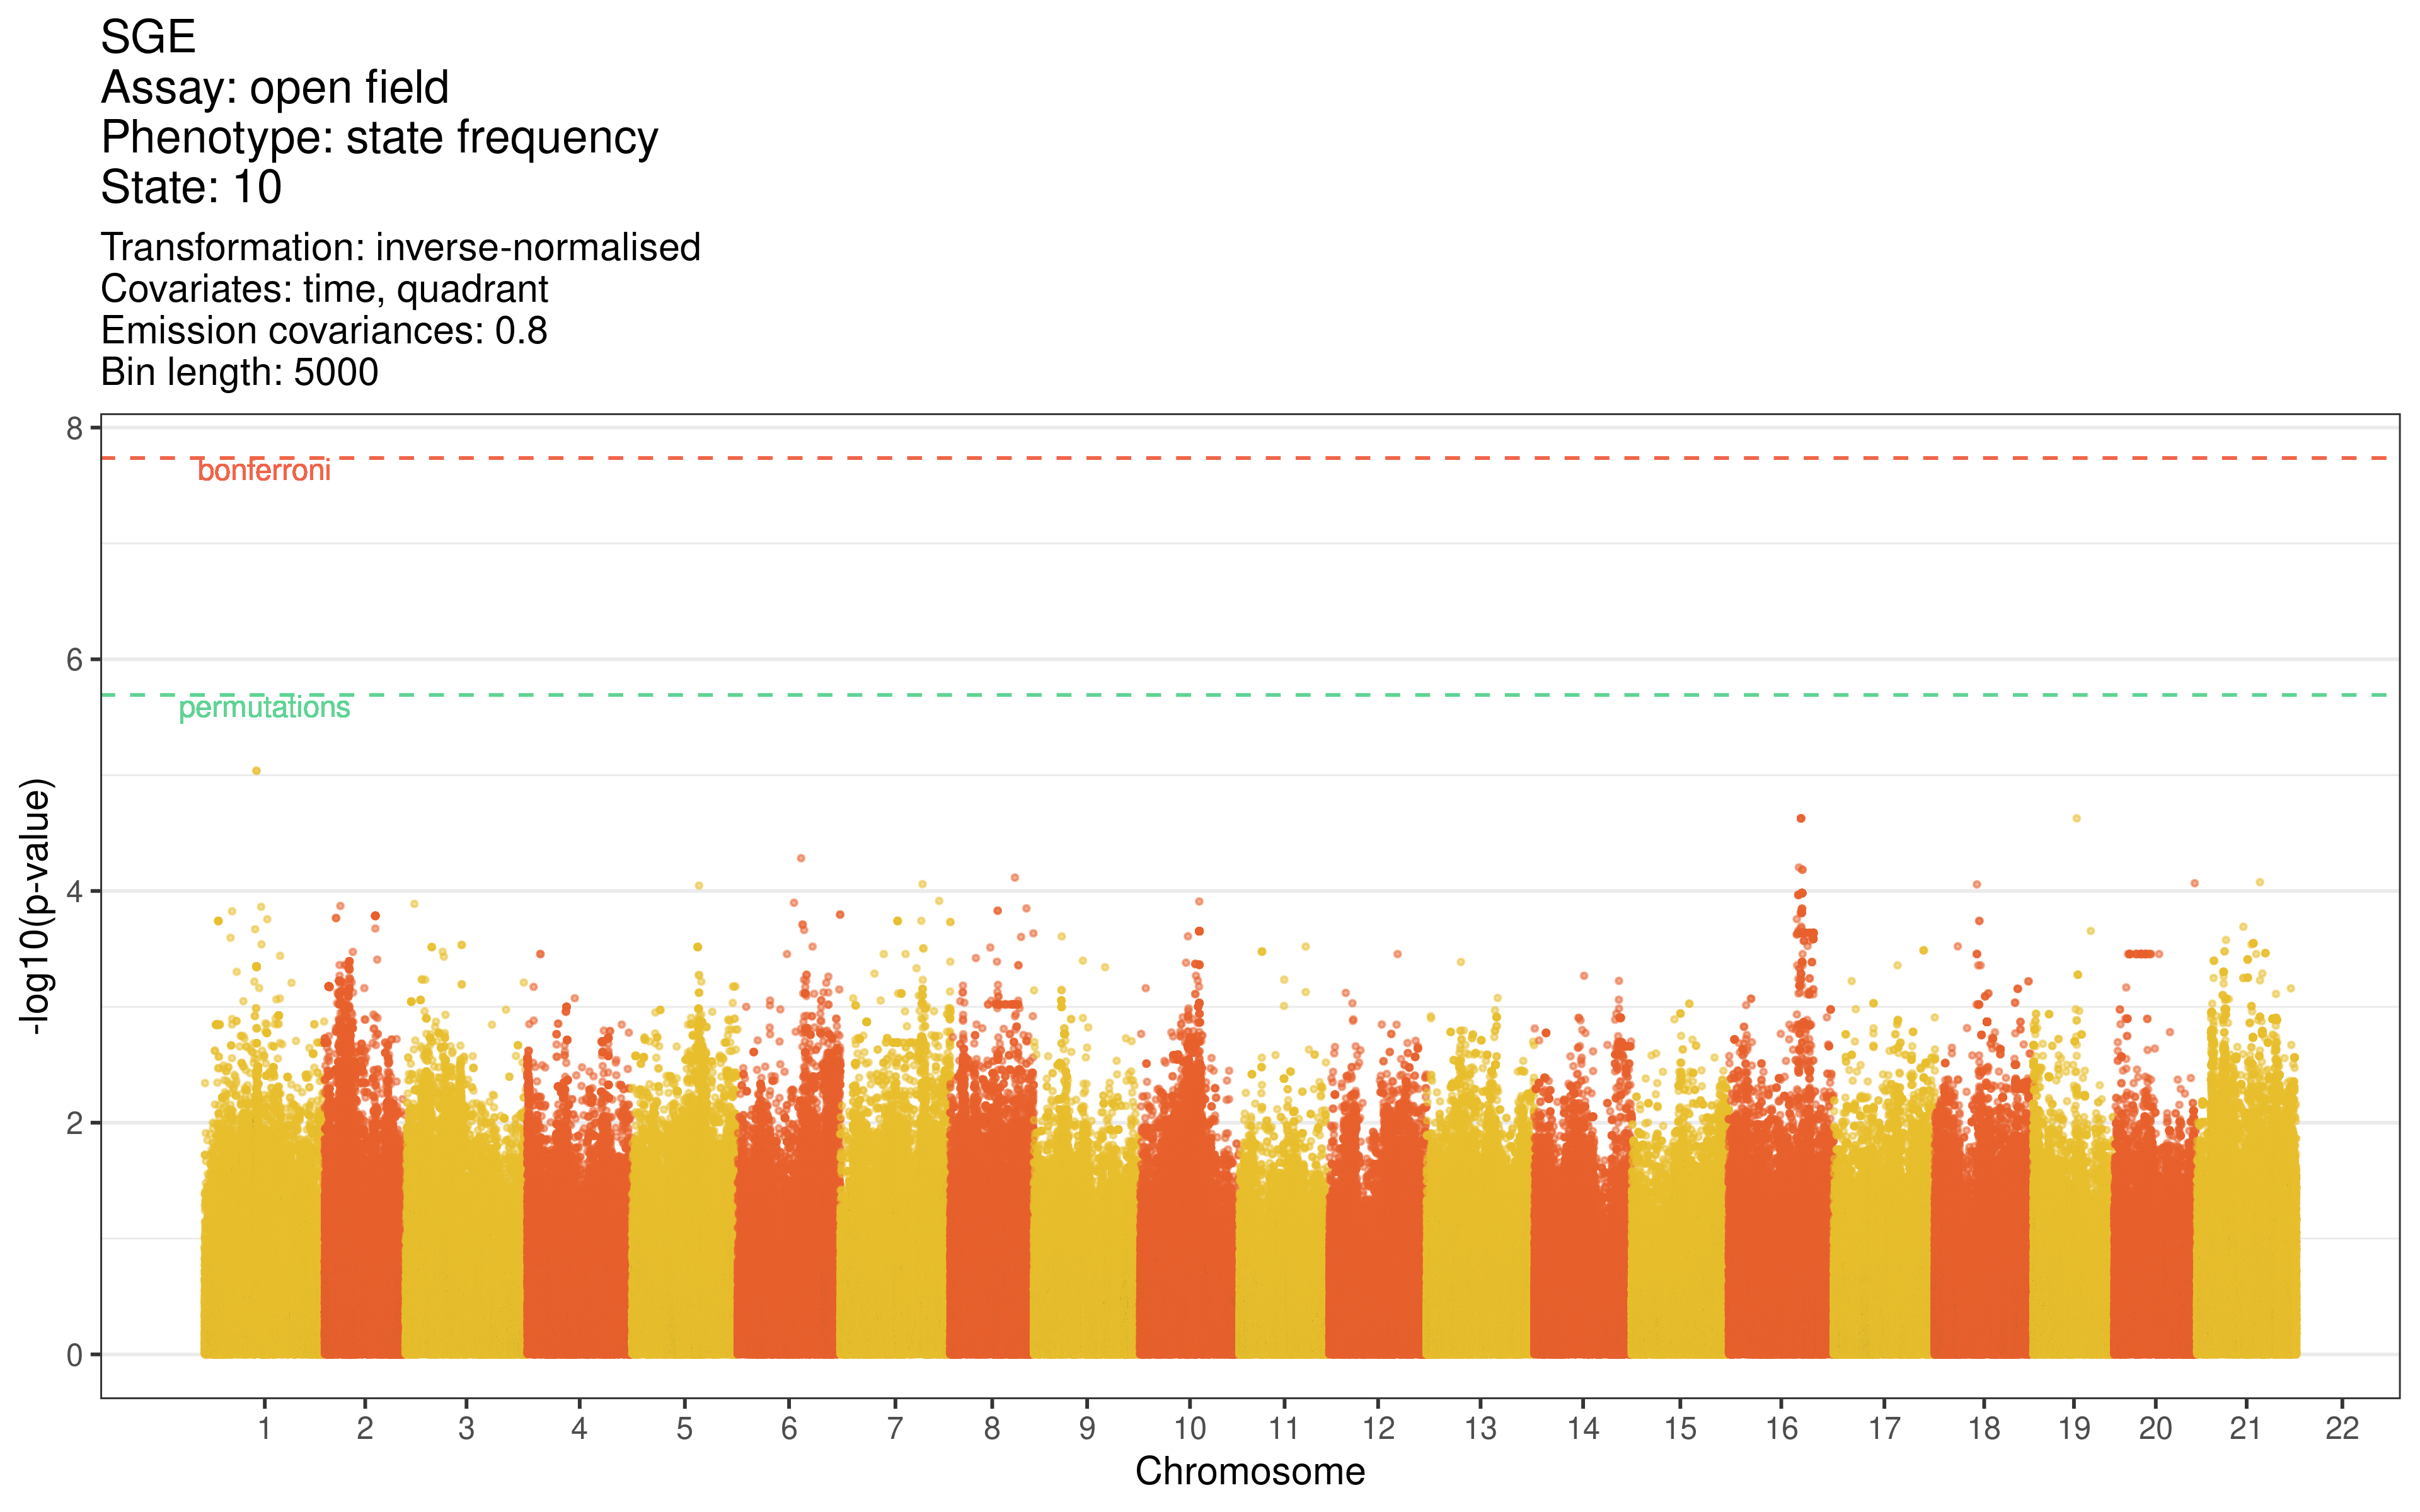 SGE
Assay: open field
Phenotype: state frequency
State: 10
Transformation: inverse-normalised
Covariates: time, quadrant
Emission covariances: 0.8
Bin length: 5000
8
bonferroni
6
permutations
4
2
0
-log10(p-value)
1 2 3 4 5 6 7 8 9 10 11 12 13 14 15 16 17 18 19 20 21 22
Chromosome